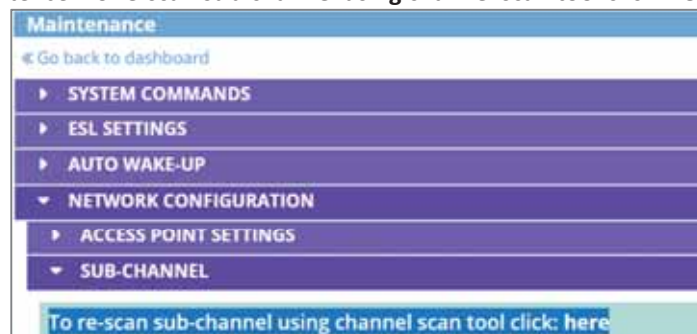 Maintenance
« Go back to dashboard
SYSTEM COMMANDS
ESL SETTINGS
AUTO WAKE-UP
NETWORK CONFIGURATION
ACCESS POINT SETTINGS
SUB-CHANNEL
To re-scan sub-channel using channel scan tool click: here